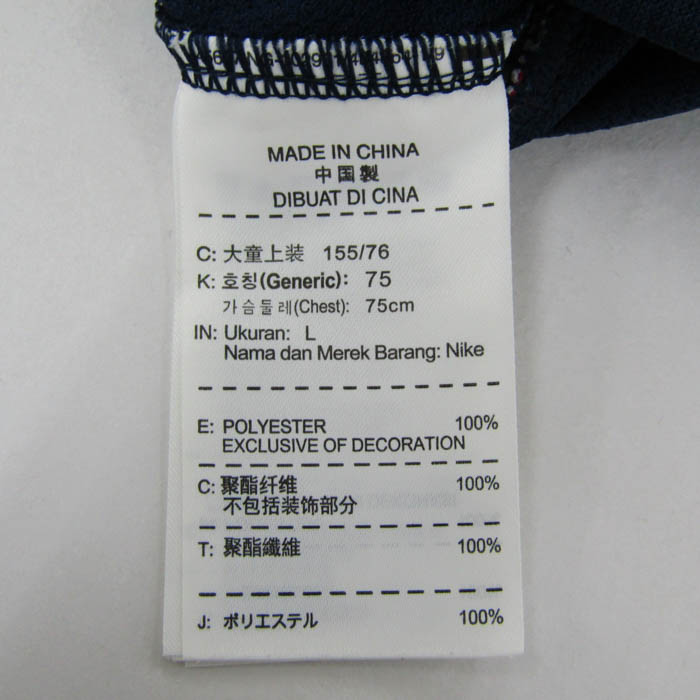 MADE IN CHINA
中国製
DIBUAT DI CINA
C: 大童上装 155/76
K: 호칭(Generic): 75
가슴둘레(Chest): 75cm
IN: Ukuran: L
Nama dan Merek Barang: Nike
E: POLYESTER 100%
EXCLUSIVE OF DECORATION
C: 聚酯纤维 100%
不包括装饰部分
T: 聚酯纖維 100%
J: ポリエステル 100%